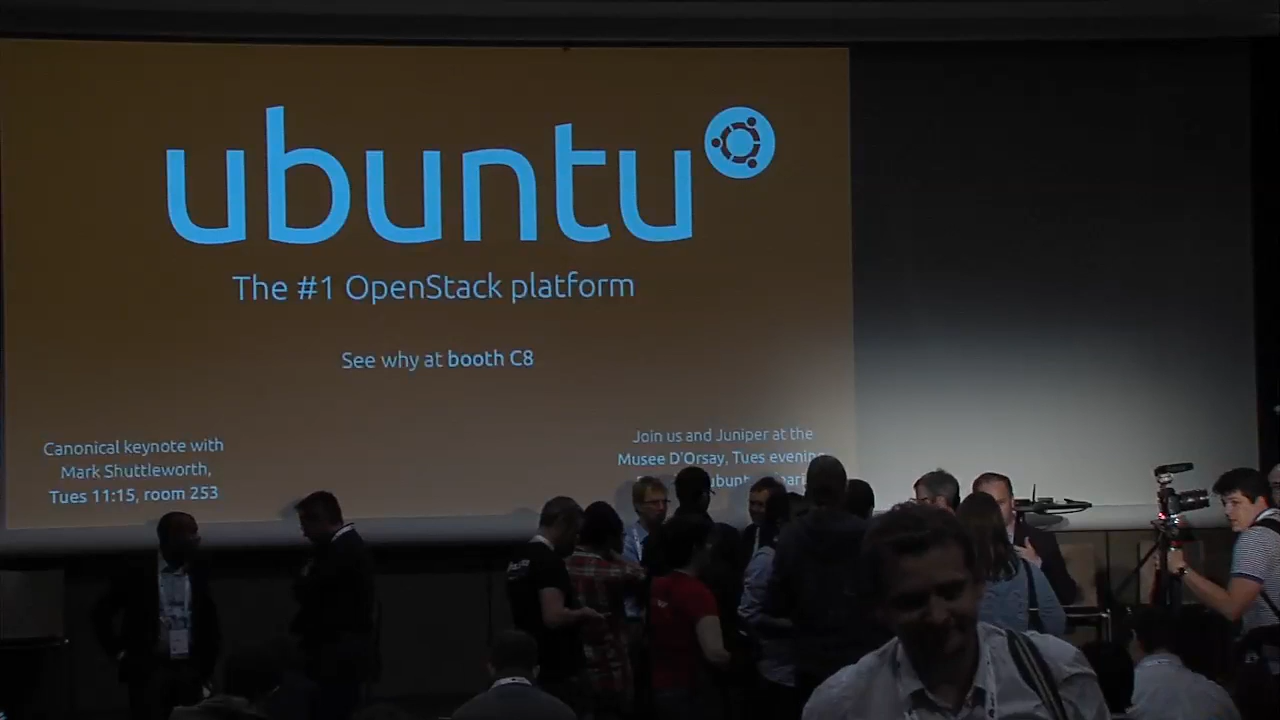 ubuntu
The #1 OpenStack platform
See why at booth C8
Canonical keynote with
Mark Shuttleworth,
Tues 11:15, room 253
Join us and Juniper at the
Musee D'Orsay, Tues evening
ubunt